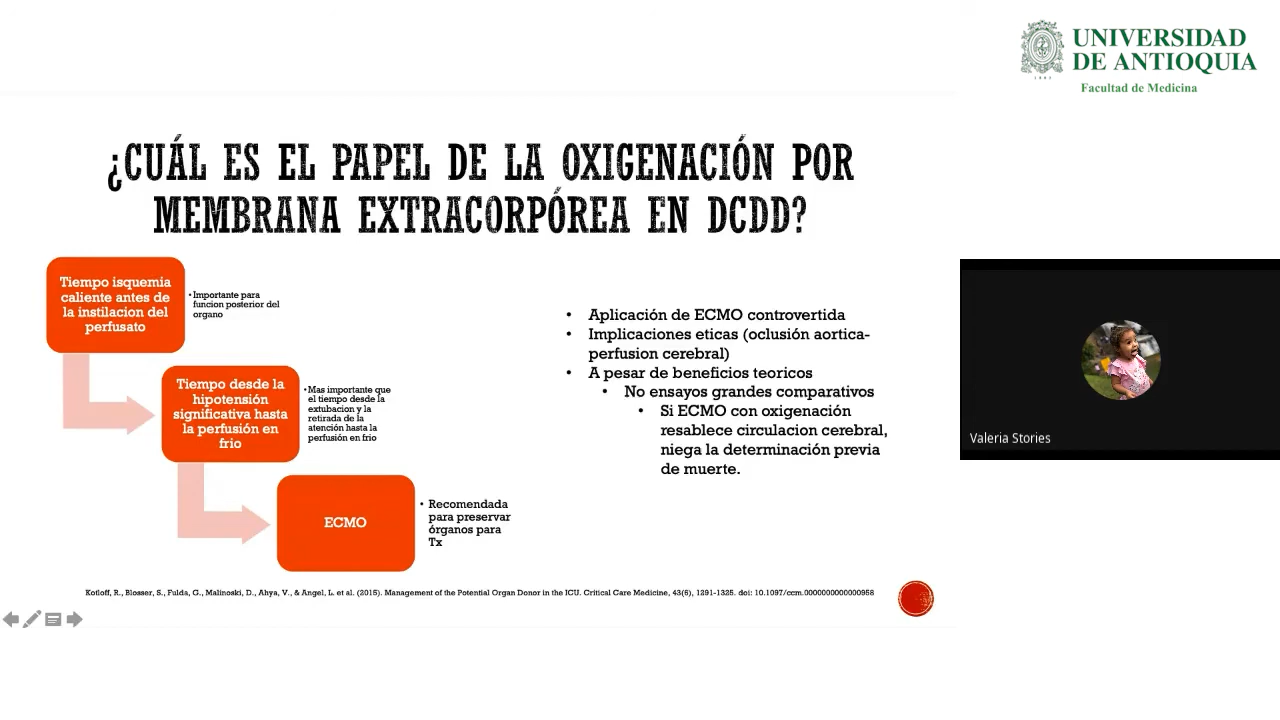 UNIVERSIDAD
DE ANTIOQUIA
1803
Facultad de Medicina
¿CUÁL ES EL PAPEL DE LA OXIGENACIÓN POR
MEMBRANA EXTRACORPÓREA EN DCDD?
Tiempo isquemia
caliente antes de
la instilacion del
perfusato
• Importante para
funcion posterior del
organo
Tiempo desde la
hipotensión
significativa hasta
la perfusión en
frio
• Mas importante que
el tiempo desde la
extubacion y la
retirada de la
atención hasta la
perfusión en frio
ECMO
• Recomendada
para preservar
órganos para
Tx
• Aplicación de ECMO controvertida
• Implicaciones eticas (oclusión aortica-
perfusion cerebral)
• A pesar de beneficios teoricos
• No ensayos grandes comparativos
• Si ECMO con oxigenación
resablece circulacion cerebral,
niega la determinación previa
de muerte.
Valeria Stories
Kotloff, R., Blosser, S., Fulda, G., Malinoski, D., Ahya, V., & Angel, L. et al. (2015). Management of the Potential Organ Donor in the ICU. Critical Care Medicine, 43(6), 1291-1325. doi: 10.1097/ccm.0000000000000958